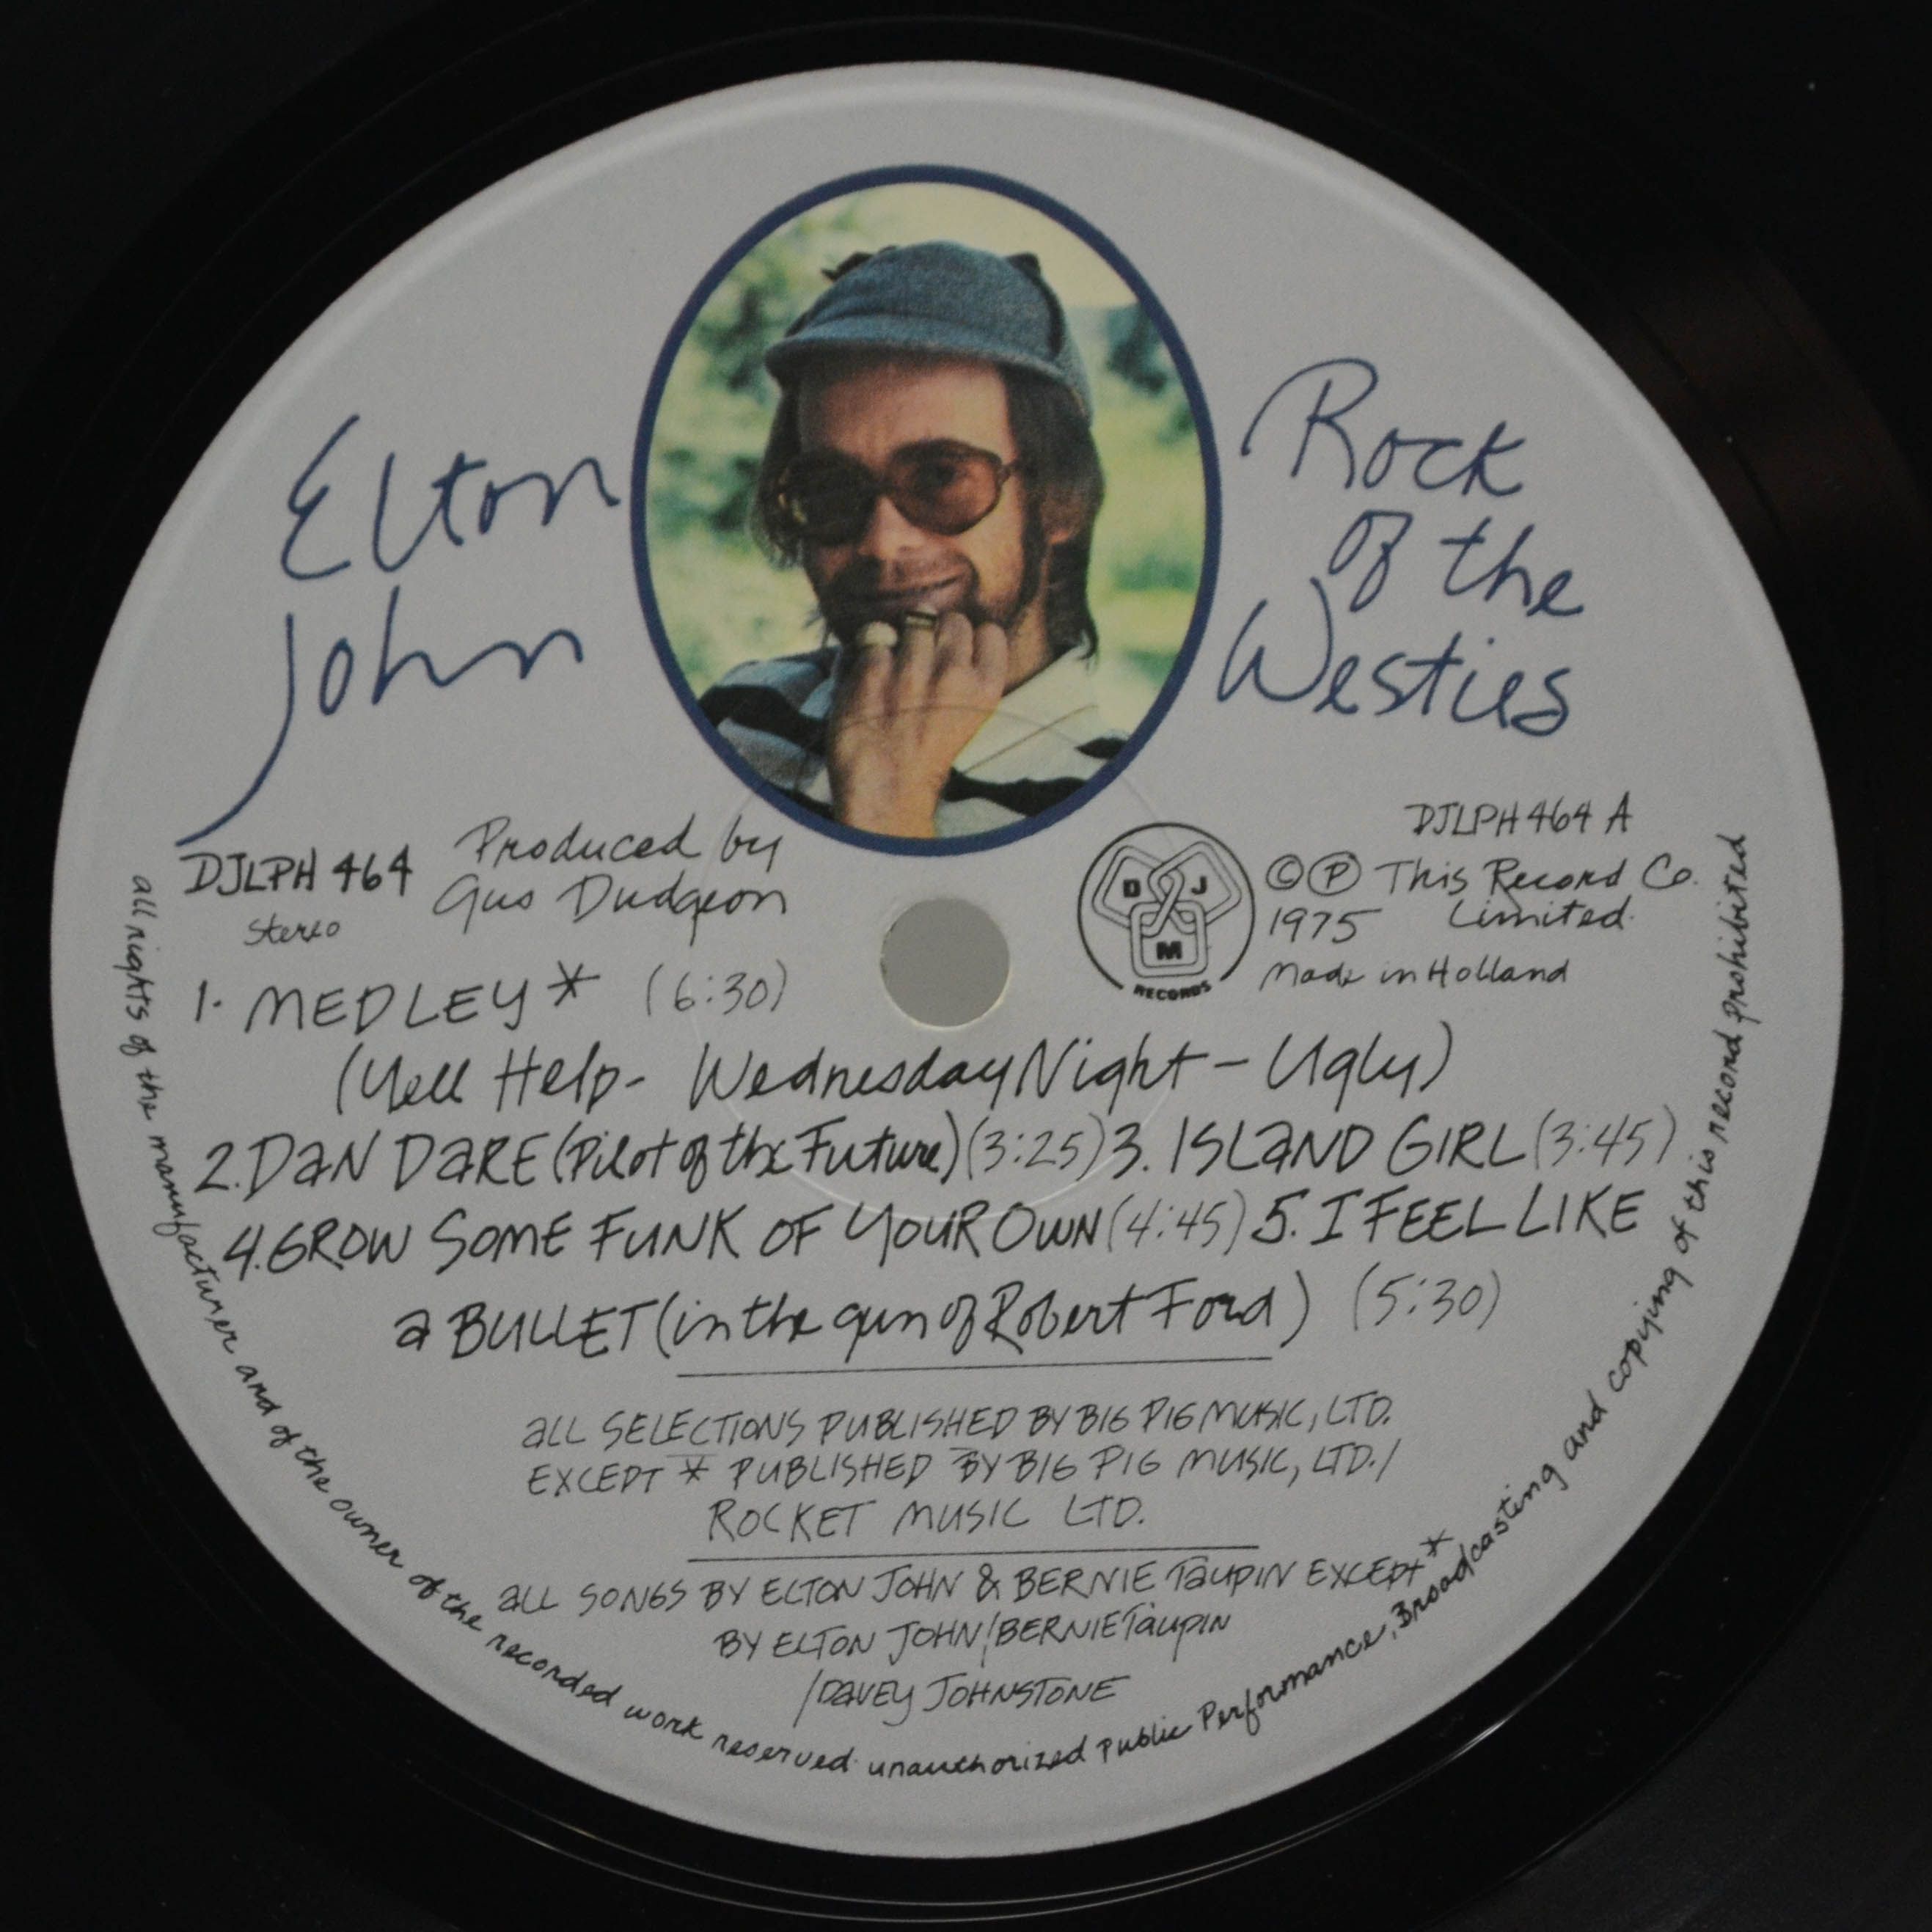 Elton
John
Rock
of the
Westies
DJLPH 464
Stereo
Produced by
Gus Dudgeon
D J
M
RECORDS
DJLPH 464 A
© ℗ This Record Co.
1975 Limited.
Made in Holland
1. MEDLEY * (6:30)
(Yell Help - Wednesday Night - Ugly)
2. DaN DaRE (Pilot of the Future) (3:25) 3. ISLaND GIRL (3:45)
4. GROW SOME FUNK OF YOUR OWN (4:45) 5. I FEEL LIKE
a BULLET (in the gun of Robert Ford) (5:30)
aLL SELECTIONS PUBLISHED BY BIG PIG MUSIC, LTD.
EXCEPT * PUBLISHED BY BIG PIG MUSIC, LTD. /
ROCKET MUSIC LTD.
aLL SONGS BY ELTON JOHN & BERNIE TaUPIN EXCEPT *
BY ELTON JOHN / BERNIE TaUPIN
/ DaVEY JOHNSTONE
all rights of the manufacturer and of the owner of the recorded work reserved. unauthorized public Performance, Broadcasting and copying of this record prohibited